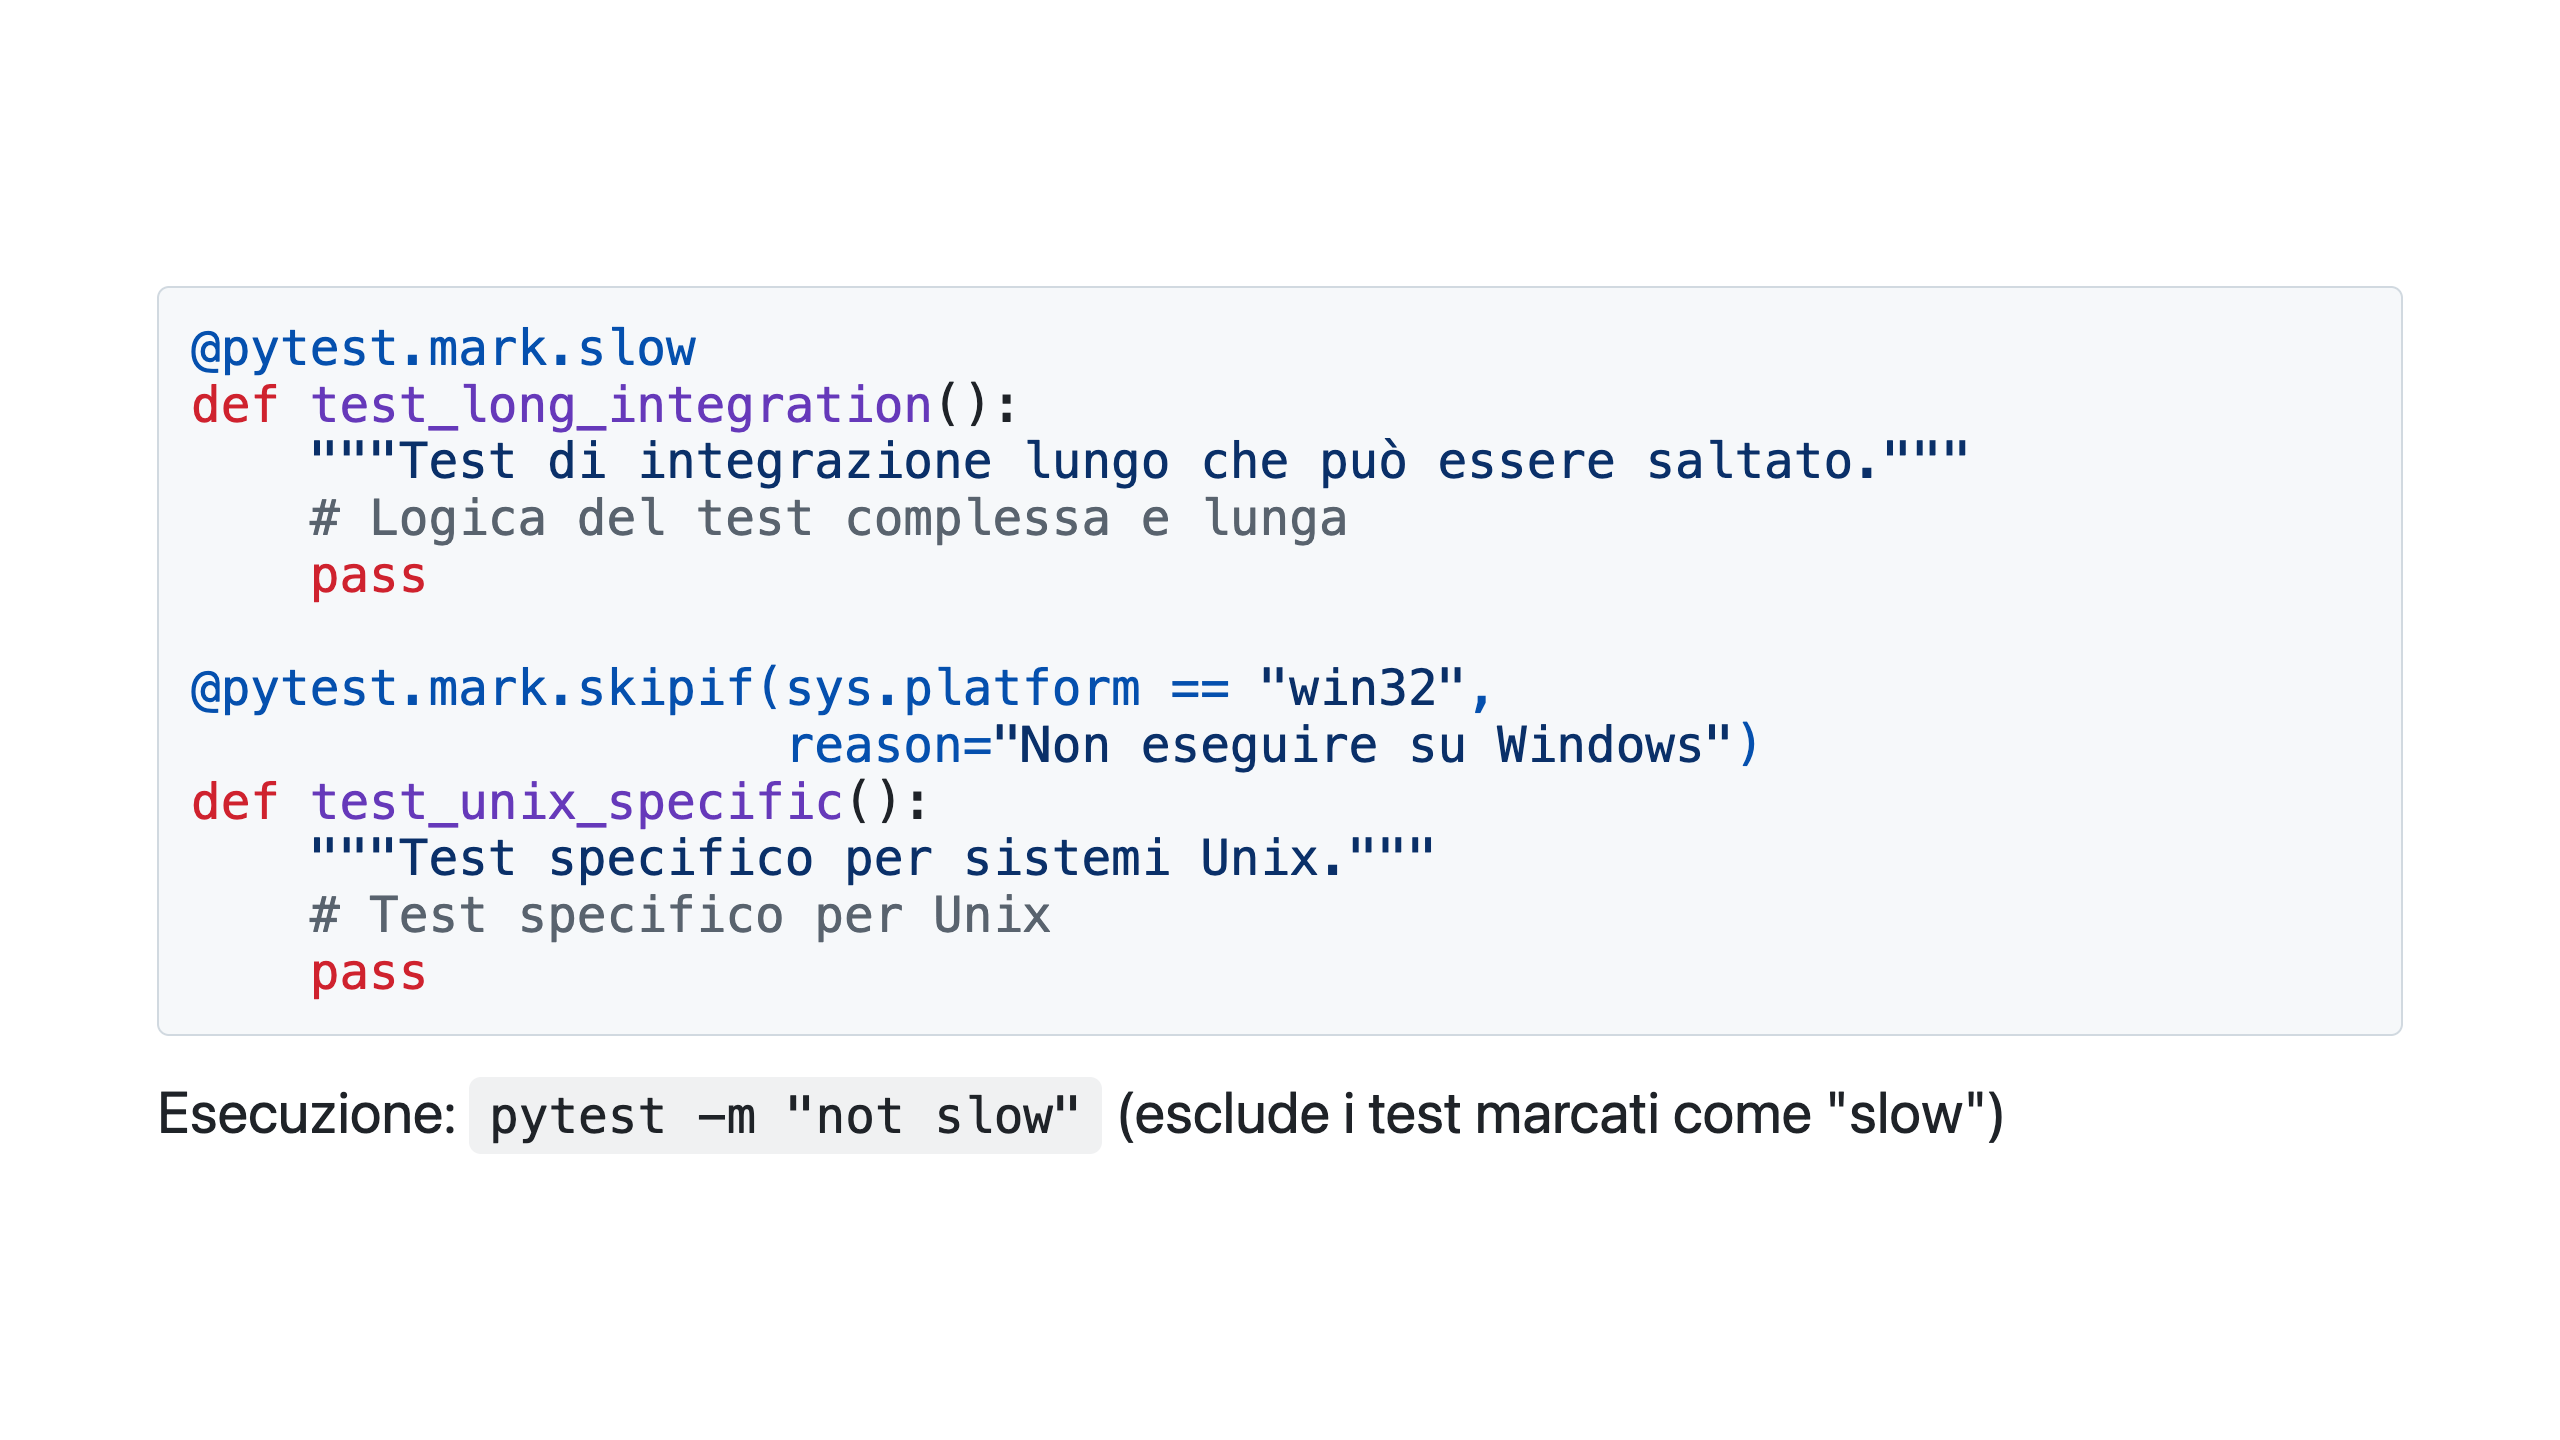 @pytest.mark.slow
def test_long_integration():
    """Test di integrazione lungo che può essere saltato."""
    # Logica del test complessa e lunga
    pass

@pytest.mark.skipif(sys.platform == "win32",
                    reason="Non eseguire su Windows")
def test_unix_specific():
    """Test specifico per sistemi Unix."""
    # Test specifico per Unix
    pass

Esecuzione: pytest -m "not slow" (esclude i test marcati come "slow")